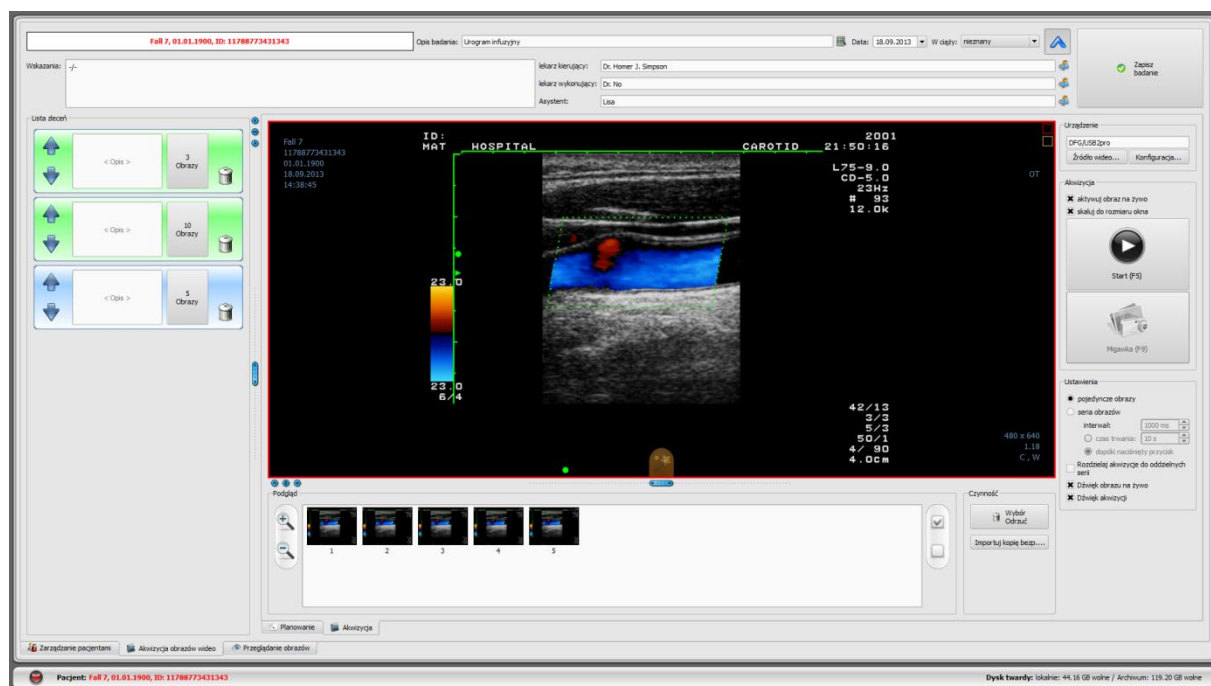 Fall 7, 01.01.1900, ID: 11788773431343
Opis badania: Urogram infuzyjny
Data: 18.09.2013
W ciąży: nieznany
Wskazania: -/-
lekarz kierujący: Dr. Homer J. Simpson
lekarz wykonujący: Dr. No
Asystent: Lisa
Zapisz
badanie
Lista zleceń
< Opis >
3
Obrazy
< Opis >
10
Obrazy
< Opis >
5
Obrazy
Fall 7
11788773431343
01.01.1900
18.09.2013
14:38:45
ID:
MAT HOSPITAL CAROTID
2001
21:50:16
L75-9.0
CD-5.0
23Hz
# 93
12.0k
OT
23.0
23.0
6/4
42/13
3/3
5/3
50/1
4/ 90
4.0cm
480 x 640
1.18
C , W
Urządzenie
DFG/USB2pro
Źródło wideo...
Konfiguracja...
Akwizycja
aktywuj obraz na żywo
skaluj do rozmiaru okna
Start (F5)
Migawka (F9)
Ustawienia
pojedyncze obrazy
seria obrazów
interwał: 1000 ms
czas trwania: 10 s
dopóki naciśnięty przycisk
Rozdzielaj akwizycje do oddzielnych
serii
Dźwięk obrazu na żywo
Dźwięk akwizycji
Podgląd
1
2
3
4
5
Czynność
Wybór
Odrzuć
Importuj kopię bezp....
Planowanie
Akwizycja
Zarządzanie pacjentami
Akwizycja obrazów wideo
Przeglądanie obrazów
Pacjent: Fall 7, 01.01.1900, ID: 11788773431343
Dysk twardy: lokalnie: 44.16 GB wolne / Archiwum: 119.20 GB wolne